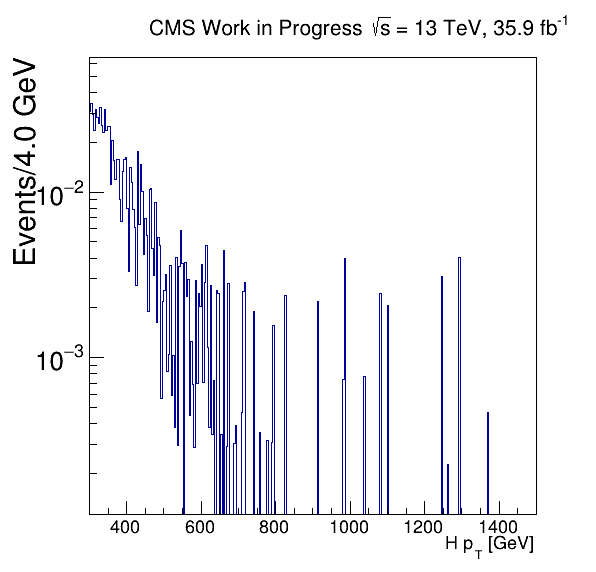 CMS Work in Progress √s = 13 TeV, 35.9 fb⁻¹
Events/4.0 GeV
10⁻²
10⁻³
400 600 800 1000 1200 1400
H p_T [GeV]